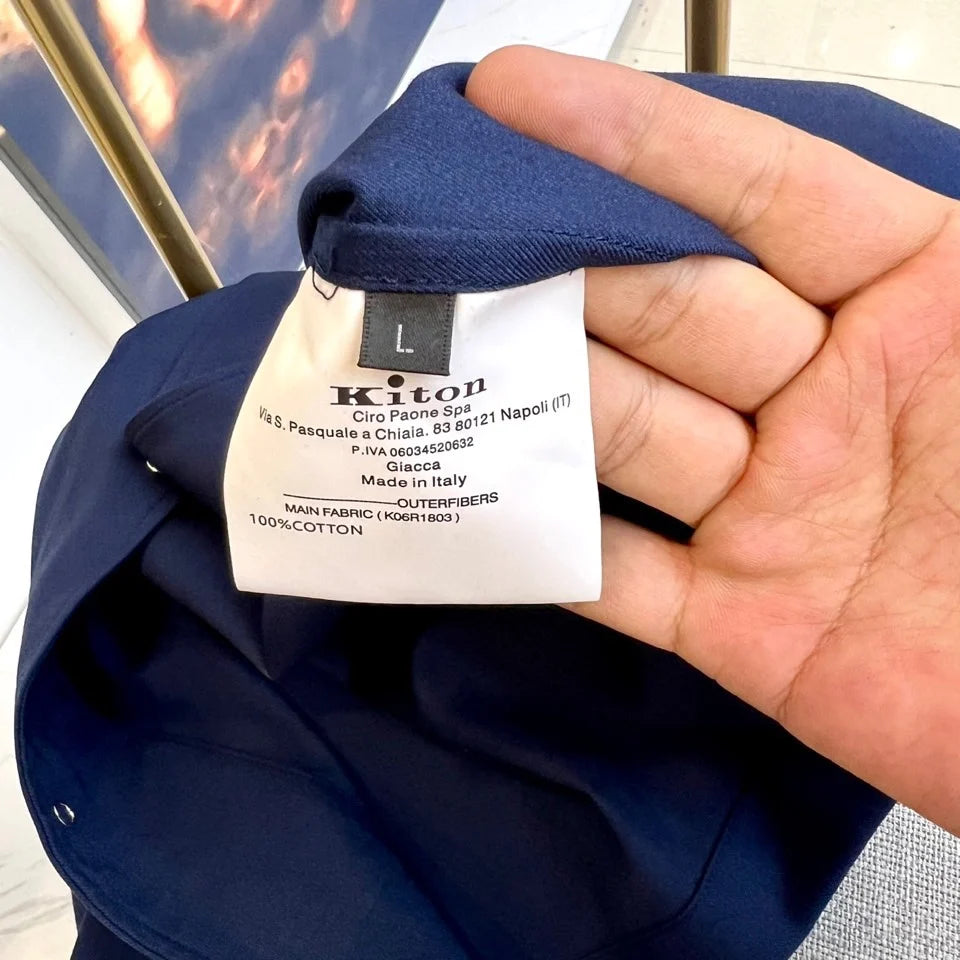 L
Kiton
Ciro Paone Spa
Via S. Pasquale a Chiaia. 83 80121 Napoli (IT)
P.IVA 06034520632
Giacca
Made in Italy
OUTERFIBERS
MAIN FABRIC ( K06R1803 )
100%COTTON